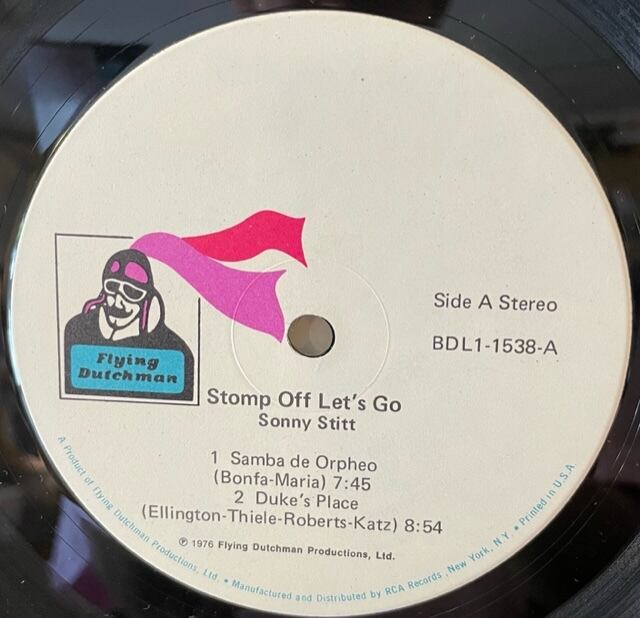 Side A Stereo
BDL1-1538-A
Flying
Dutchman
Stomp Off Let's Go
Sonny Stitt
1 Samba de Orpheo
(Bonfa-Maria) 7:45
2 Duke's Place
(Ellington-Thiele-Roberts-Katz) 8:54
℗ 1976 Flying Dutchman Productions, Ltd.
A Product of Flying Dutchman Productions, Ltd. • Manufactured and Distributed by RCA Records, New York, N.Y. • Printed in U.S.A